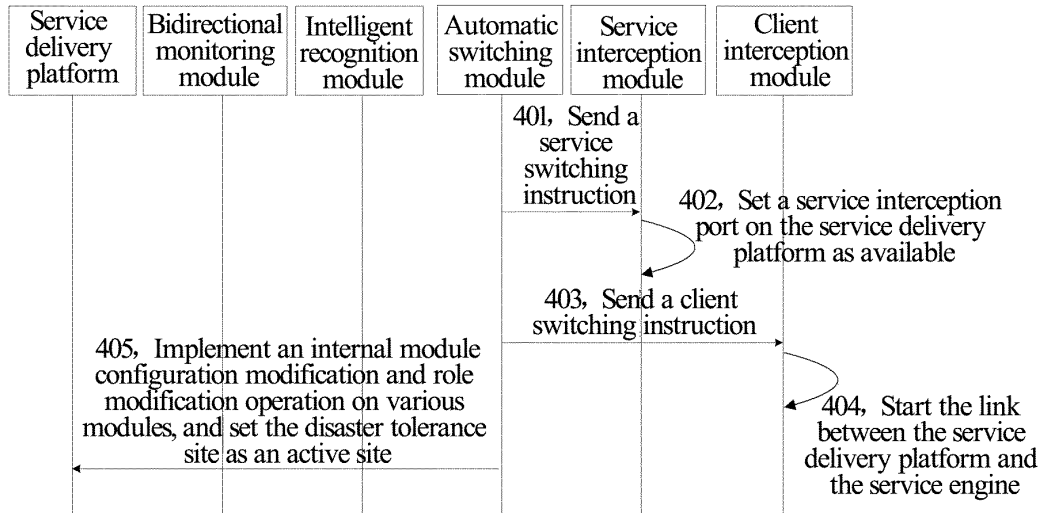 Service
delivery
platform
Bidirectional
monitoring
module
Intelligent
recognition
module
Automatic
switching
module
Service
interception
module
Client
interception
module
401, Send a
service
switching
instruction
402, Set a service interception
port on the service delivery
platform as available
403, Send a client
switching instruction
404, Start the link
between the service
delivery platform and
the service engine
405, Implement an internal module
configuration modification and role
modification operation on various
modules, and set the disaster tolerance
site as an active site